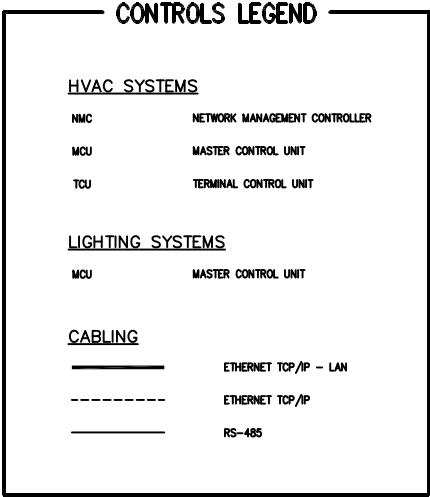 CONTROLS LEGEND
HVAC SYSTEMS
NMC NETWORK MANAGEMENT CONTROLLER
MCU MASTER CONTROL UNIT
TCU TERMINAL CONTROL UNIT
LIGHTING SYSTEMS
MCU MASTER CONTROL UNIT
CABLING
ETHERNET TCP/IP - LAN
ETHERNET TCP/IP
RS-485